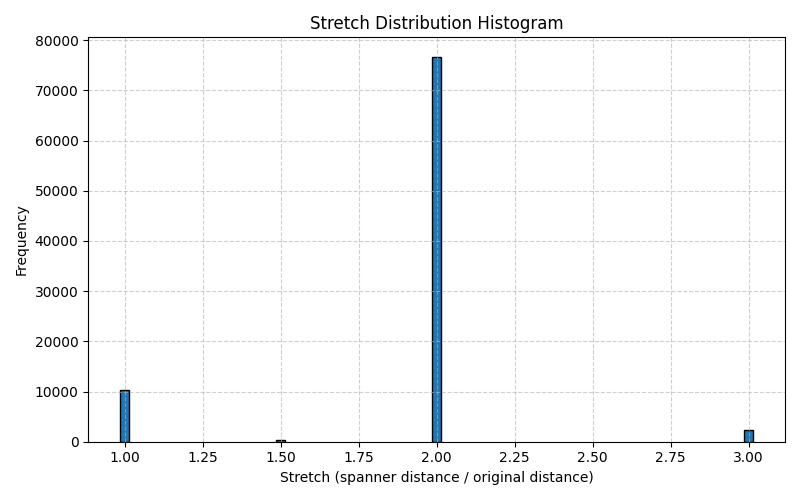 Stretch Distribution Histogram
80000
70000
60000
50000
40000
30000
20000
10000
0
Frequency
1.00 1.25 1.50 1.75 2.00 2.25 2.50 2.75 3.00
Stretch (spanner distance / original distance)